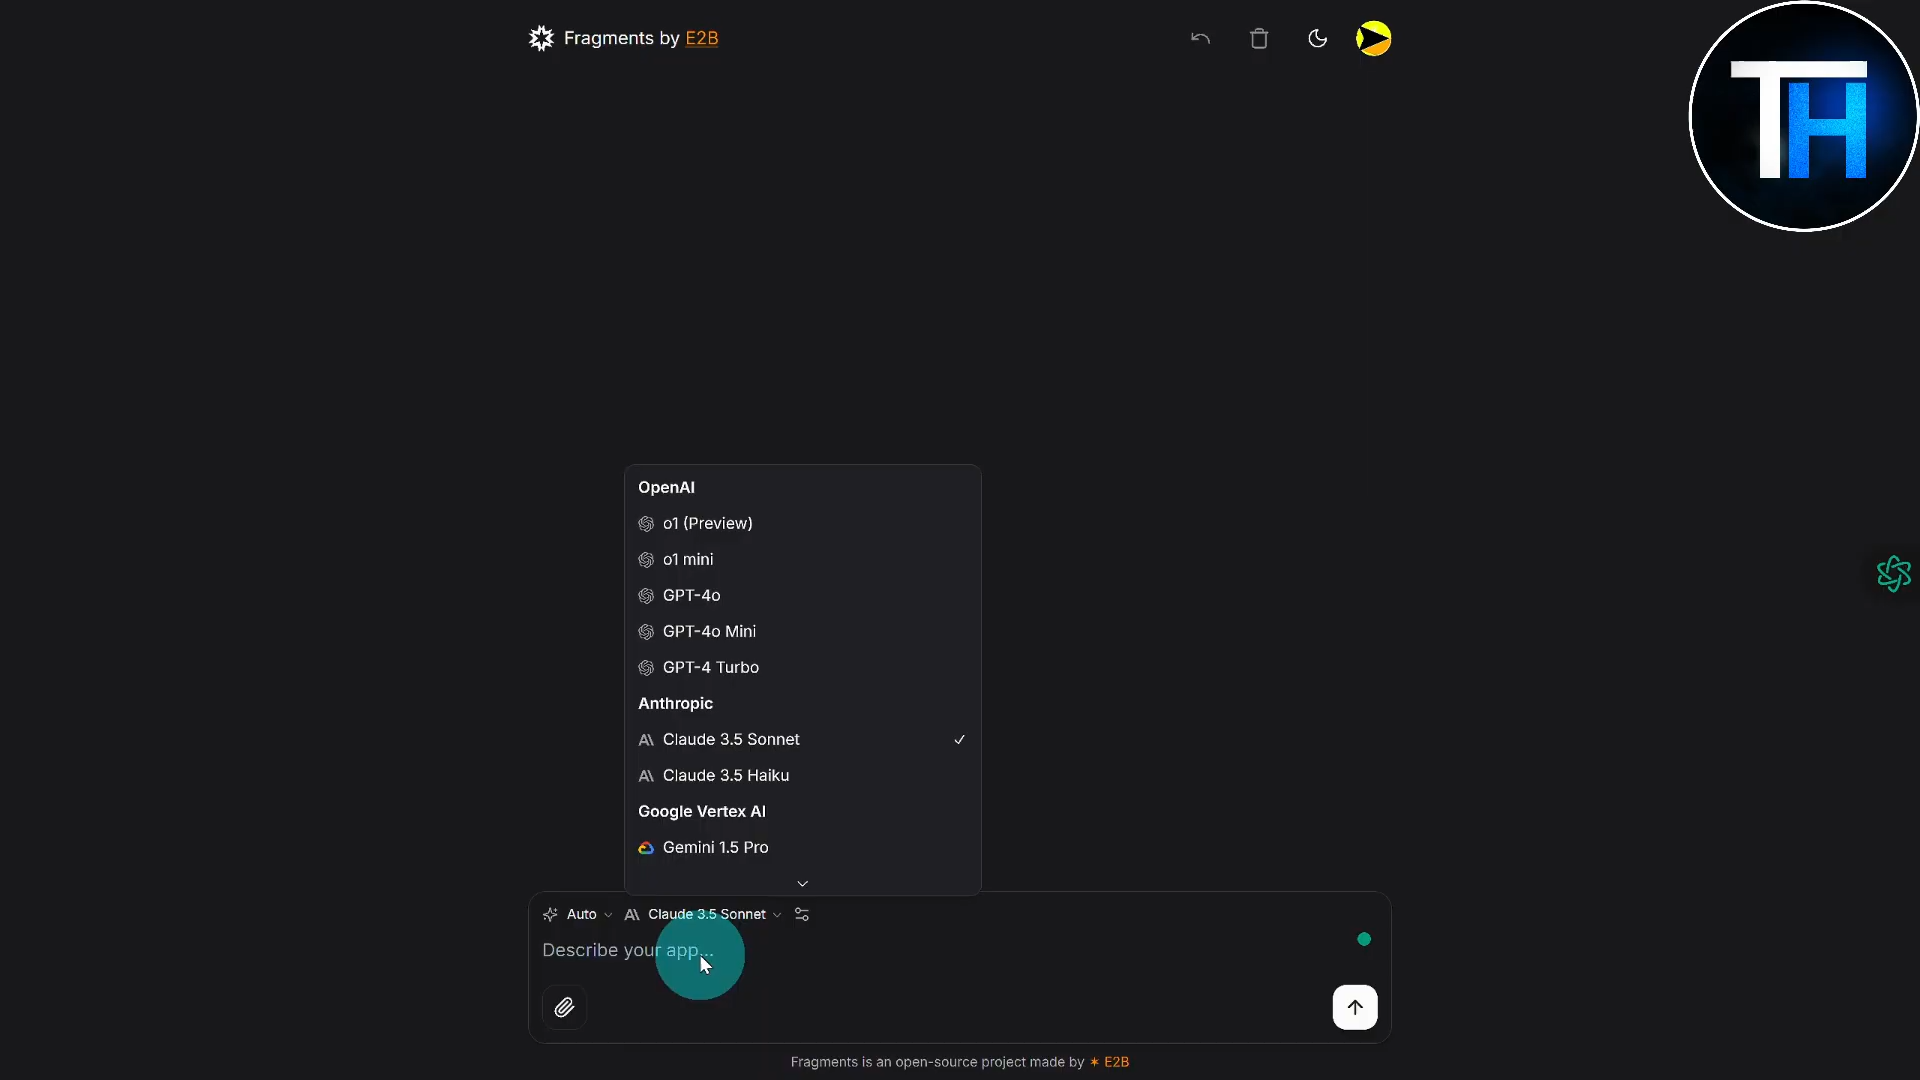 Fragments by E2B
TH
OpenAI
o1 (Preview)
o1 mini
GPT-4o
GPT-4o Mini
GPT-4 Turbo
Anthropic
Claude 3.5 Sonnet
Claude 3.5 Haiku
Google Vertex AI
Gemini 1.5 Pro
Auto Claude 3.5 Sonnet
Describe your app...
Fragments is an open-source project made by ✶ E2B